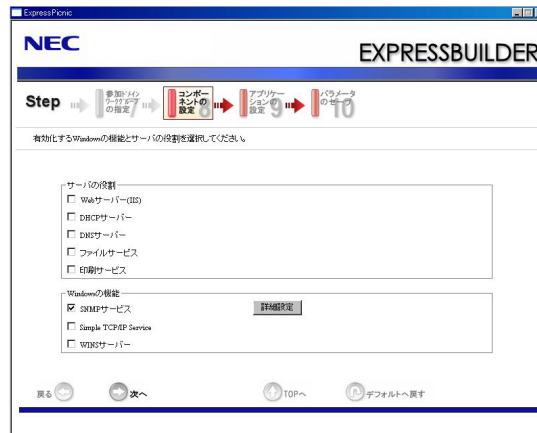 ExpressPicnic
NEC
EXPRESSBUILDER
Step
参加ドメイン
ワークグループ
の指定 7
コンポー
ネントの
設定 8
アプリケー
ションの
設定 9
パラメータ
のセーブ 10
有効化するWindowsの機能とサーバの役割を選択してください。
サーバの役割
Webサーバー(IIS)
DHCPサーバー
DNSサーバー
ファイルサービス
印刷サービス
Windowsの機能
SNMPサービス
詳細設定
Simple TCP/IP Service
WINSサーバー
戻る
次へ
TOPへ
デフォルトへ戻す